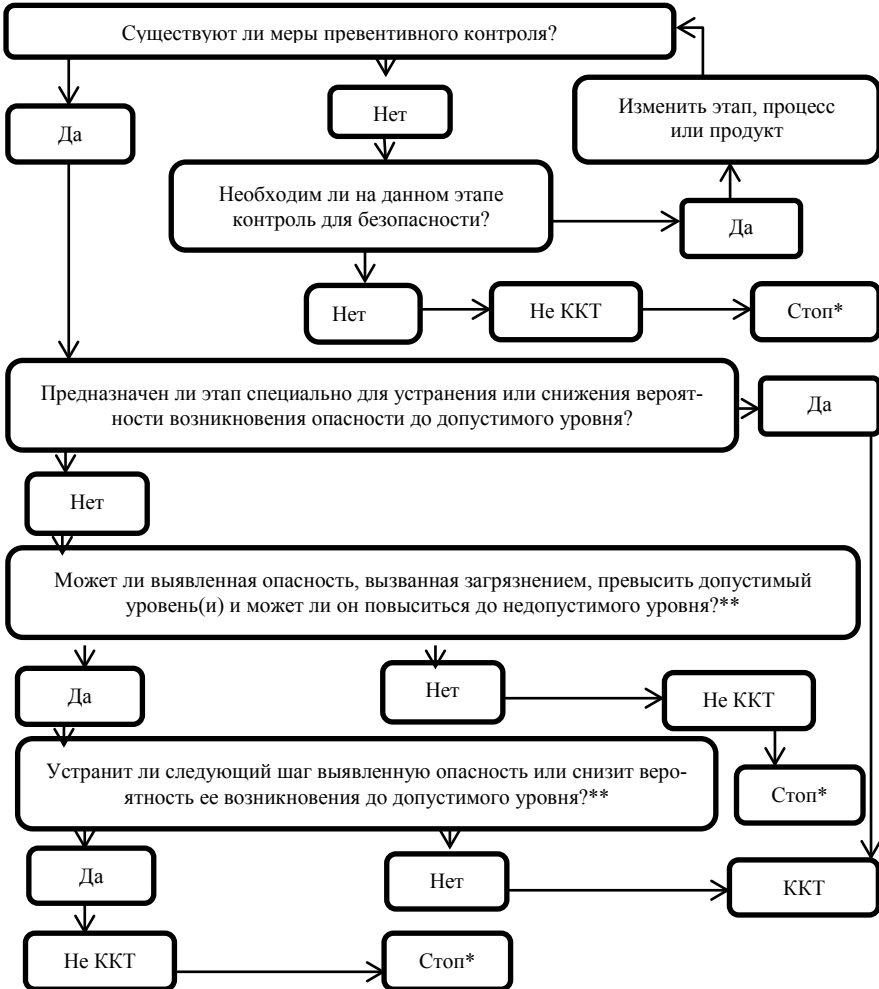 Существуют ли меры превентивного контроля?
Да
Нет
Изменить этап, процесс
или продукт
Необходим ли на данном этапе
контроль для безопасности?
Да
Нет
Не ККТ
Стоп*
Предназначен ли этап специально для устранения или снижения вероят-
ности возникновения опасности до допустимого уровня?
Да
Нет
Может ли выявленная опасность, вызванная загрязнением, превысить допустимый
уровень(и) и может ли он повыситься до недопустимого уровня?**
Да
Нет
Не ККТ
Стоп*
Устранит ли следующий шаг выявленную опасность или снизит веро-
ятность ее возникновения до допустимого уровня?**
Да
Нет
ККТ
Не ККТ
Стоп*